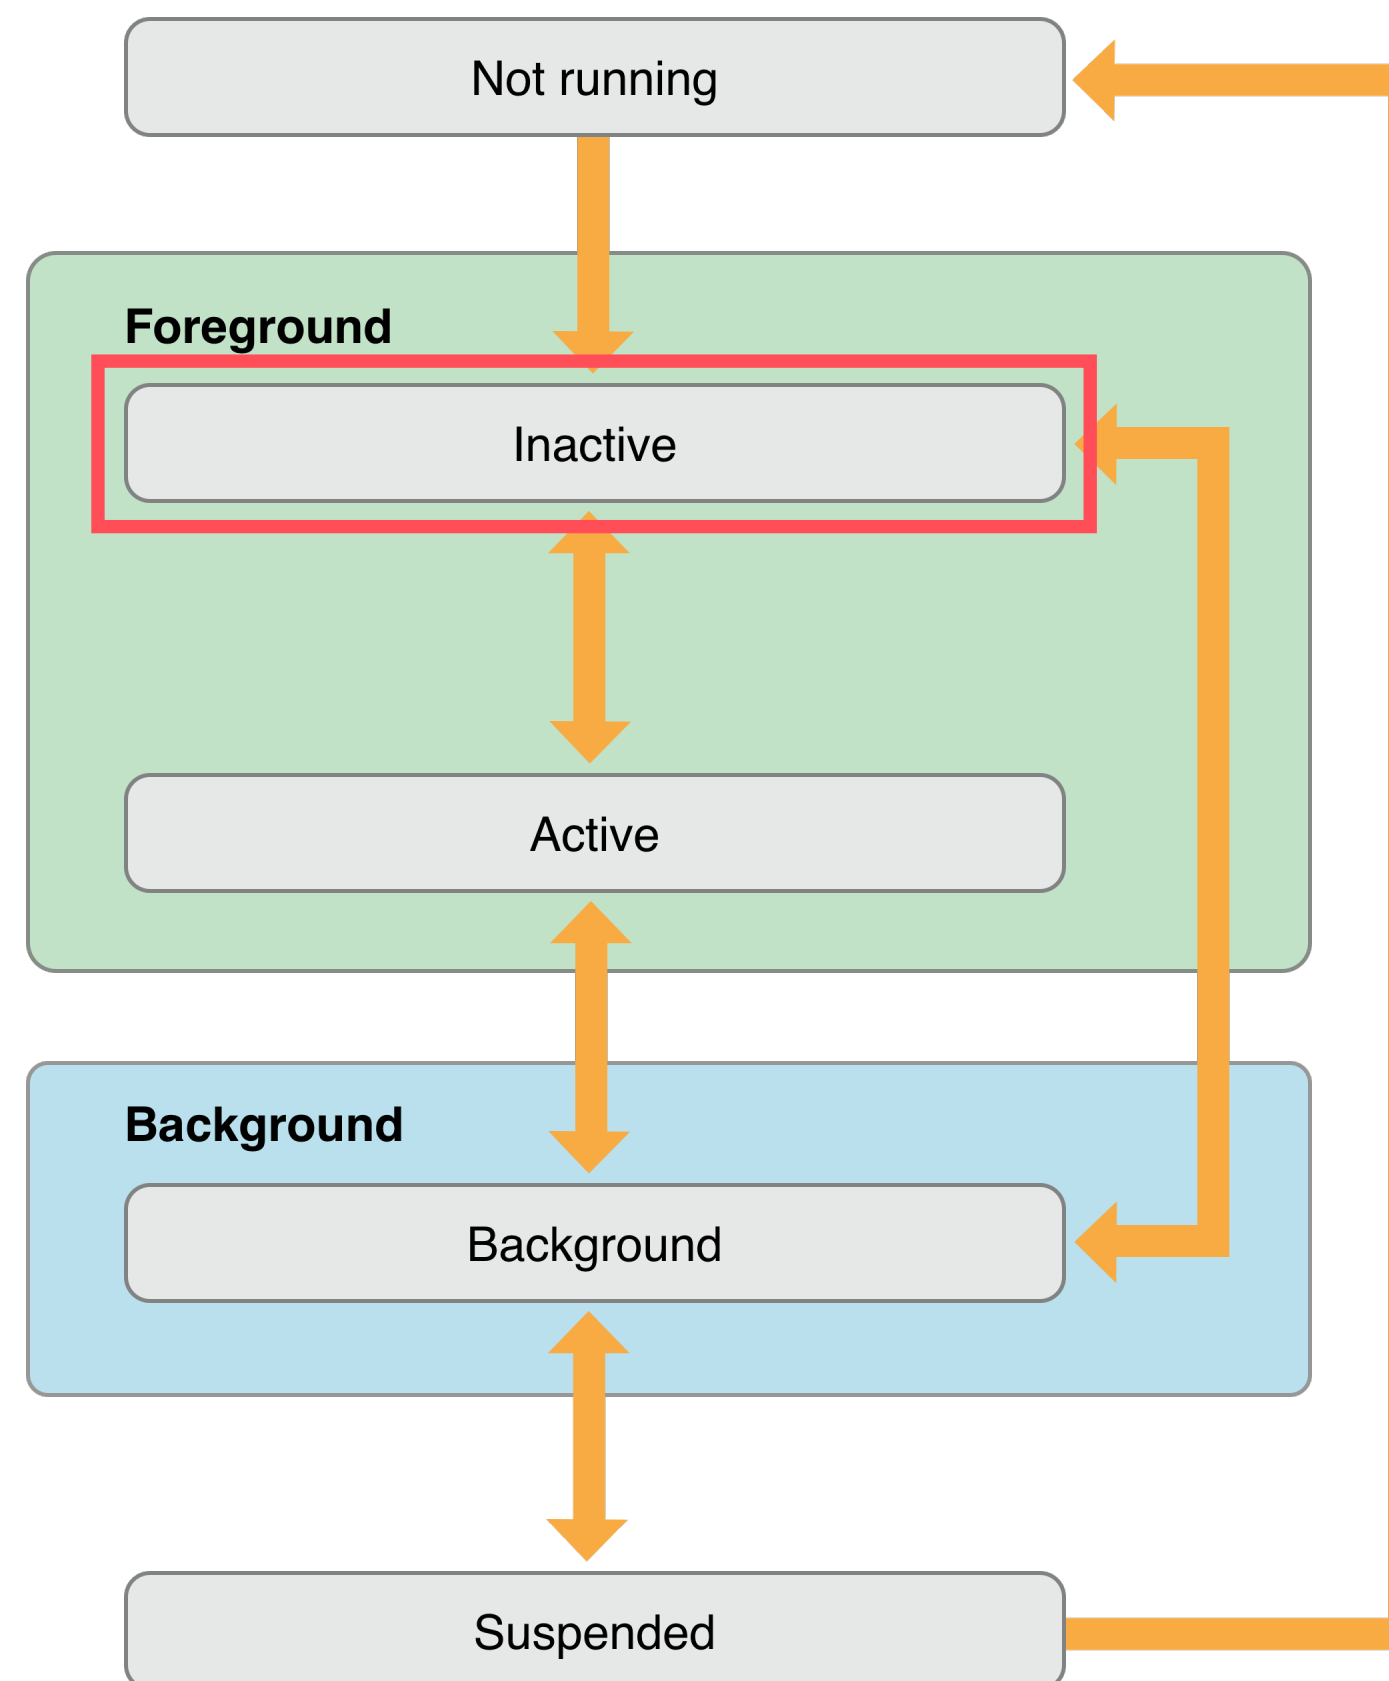 Not running
Foreground
Inactive
Active
Background
Background
Suspended